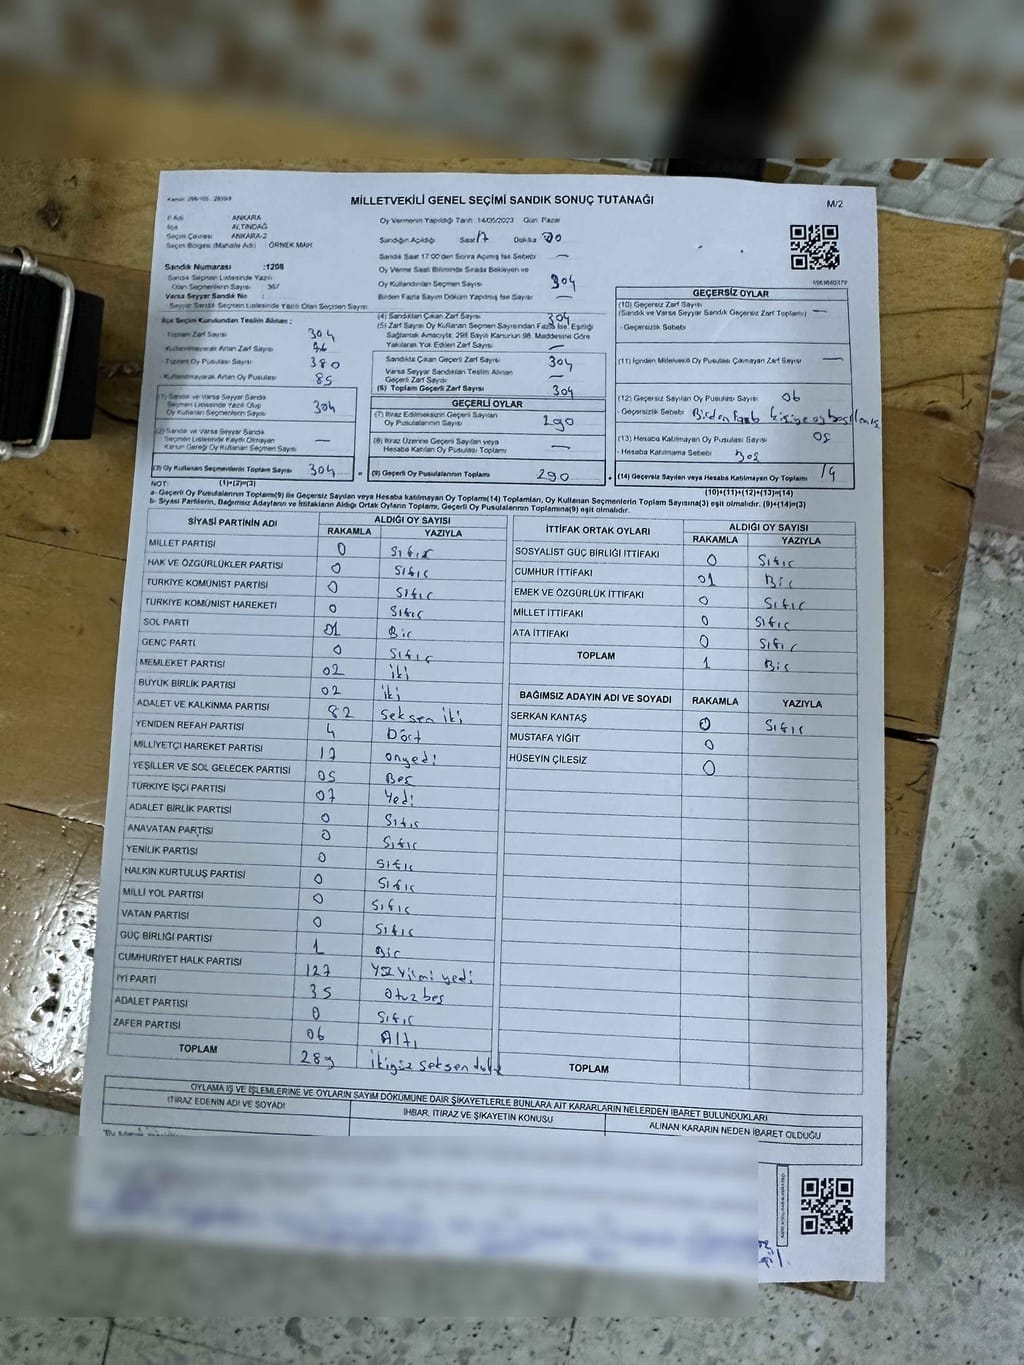 MİLLETVEKİLİ GENEL SEÇİMİ SANDIK SONUÇ TUTANAĞI
M/2
İl Adı ANKARA
İlçe ALTINDAĞ
Seçim Çevresi ANKARA-2
Seçim Bölgesi (Mahalle Adı) ÖRNEK MAH
Sandık Numarası :1208
Sandık Seçmen Listesinde Yazılı
Olan Seçmenlerin Sayısı 367
Varsa Seyyar Sandık No :
Seyyar Sandık Seçmen Listesinde Yazılı Olan Seçmen Sayısı
Oy Vermenin Yapıldığı Tarih 14/05/2023 Gün: Pazar
Sandığın Açıldığı Saat 17 Dakika 00
Sandık Saat 17:00'den Sonra Açılmış İse Sebebi —
Oy Verme Saati Bitiminde Sırada Bekleyen ve
Oy Kullandırılan Seçmen Sayısı 304
Birden Fazla Sayım Döküm Yapılmış İse Sayısı —
İlçe Seçim Kurulundan Teslim Alınan ;
- Toplam Zarf Sayısı 304
- Kullanılmayarak Artan Zarf Sayısı 76
- Toplam Oy Pusulası Sayısı 380
- Kullanılmayarak Artan Oy Pusulası 85
(1) Sandık ve Varsa Seyyar Sandık
Seçmen Listesinde Yazılı Olup
Oy Kullanan Seçmenlerin Sayısı 304
(2) Sandık ve Varsa Seyyar Sandık
Seçmen Listesinde Kayıtlı Olmayan
Kanun Gereği Oy Kullanan Seçmen Sayısı —
(3) Oy Kullanan Seçmenlerin Toplam Sayısı 304
(4) Sandıktan Çıkan Zarf Sayısı 304
(5) Zarf Sayısı Oy Kullanan Seçmen Sayısından Fazla İse, Eşitliği
Sağlamak Amacıyla, 298 Sayılı Kanunun 98. Maddesine Göre
Yakılarak Yok Edilen Zarf Sayısı —
Sandıkta Çıkan Geçerli Zarf Sayısı 304
Varsa Seyyar Sandıktan Teslim Alınan
Geçerli Zarf Sayısı —
(6) Toplam Geçerli Zarf Sayısı 304
GEÇERLİ OYLAR
(7) İtiraz Edilmeksizin Geçerli Sayılan
Oy Pusulasının Sayısı 290
(8) İtiraz Üzerine Geçerli Sayılan veya
Hesaba Katılan Oy Pusulası Toplamı —
(9) Geçerli Oy Pusulalarının Toplamı 290
GEÇERSİZ OYLAR
(10) Geçersiz Zarf Sayısı
(Sandık ve Varsa Seyyar Sandık Geçersiz Zarf Toplamı) —
- Geçersizlik Sebebi
(11) İçinden Milletvekili Oy Pusulası Çıkmayan Zarf Sayısı —
(12) Geçersiz Sayılan Oy Pusulası Sayısı 06
- Geçersizlik Sebebi Birden fazla kişiye oy basılmış
(13) Hesaba Katılmayan Oy Pusulası Sayısı 08
- Hesaba Katılmama Sebebi
(14) Geçersiz Sayılan veya Hesaba Katılmayan Oy Toplamı 14
NOT: (1)+(2)=(3) (10)+(11)+(12)+(13)=(14)
a- Geçerli Oy Pusulalarının Toplamı(9) ile Geçersiz Sayılan veya Hesaba katılmayan Oy Toplamı(14) Toplamları, Oy Kullanan Seçmenlerin Toplam Sayısına(3) eşit olmalıdır. (9)+(14)=(3)
b- Siyasi Partilerin, Bağımsız Adayların ve İttifakların Aldığı Ortak Oyların Toplamı, Geçerli Oy Pusulalarının Toplamına(9) eşit olmalıdır.
SİYASİ PARTİNİN ADI ALDIĞI OY SAYISI
RAKAMLA YAZIYLA
MİLLET PARTİSİ 0 Sıfır
HAK VE ÖZGÜRLÜKLER PARTİSİ 0 Sıfır
TÜRKİYE KOMÜNİST PARTİSİ 0 Sıfır
TÜRKİYE KOMÜNİST HAREKETİ 0 Sıfır
SOL PARTİ 01 Bir
GENÇ PARTİ 0 Sıfır
MEMLEKET PARTİSİ 02 iki
BÜYÜK BİRLİK PARTİSİ 02 iki
ADALET VE KALKINMA PARTİSİ 82 seksen iki
YENİDEN REFAH PARTİSİ 4 Dört
MİLLİYETÇİ HAREKET PARTİSİ 17 onyedi
YEŞİLLER VE SOL GELECEK PARTİSİ 05 Beş
TÜRKİYE İŞÇİ PARTİSİ 07 Yedi
ADALET BİRLİK PARTİSİ 0 Sıfır
ANAVATAN PARTİSİ 0 Sıfır
YENİLİK PARTİSİ 0 Sıfır
HALKIN KURTULUŞ PARTİSİ 0 Sıfır
MİLLİ YOL PARTİSİ 0 Sıfır
VATAN PARTİSİ 0 Sıfır
GÜÇ BİRLİĞİ PARTİSİ 1 Bir
CUMHURİYET HALK PARTİSİ 127 yüz yirmi yedi
İYİ PARTİ 35 otuz beş
ADALET PARTİSİ 0 Sıfır
ZAFER PARTİSİ 06 Altı
TOPLAM 289 ikiyüz seksen dokuz
İTTİFAK ORTAK OYLARI ALDIĞI OY SAYISI
RAKAMLA YAZIYLA
SOSYALİST GÜÇ BİRLİĞİ İTTİFAKI 0 Sıfır
CUMHUR İTTİFAKI 01 Bir
EMEK VE ÖZGÜRLÜK İTTİFAKI 0 Sıfır
MİLLET İTTİFAKI 0 Sıfır
ATA İTTİFAKI 0 Sıfır
TOPLAM 1 Bir
BAĞIMSIZ ADAYIN ADI VE SOYADI RAKAMLA YAZIYLA
SERKAN KANTAŞ 0 Sıfır
MUSTAFA YİĞİT 0
HÜSEYİN ÇİLESİZ 0
TOPLAM
OYLAMA İŞ VE İŞLEMLERİNE VE OYLARIN SAYIM DÖKÜMÜNE DAİR ŞİKAYETLERLE BUNLARA AİT KARARLARIN NELERDEN İBARET BULUNDUKLARI
İTİRAZ EDENİN ADI VE SOYADI İHBAR, İTİRAZ VE ŞİKAYETİN KONUSU ALINAN KARARIN NEDEN İBARET OLDUĞU